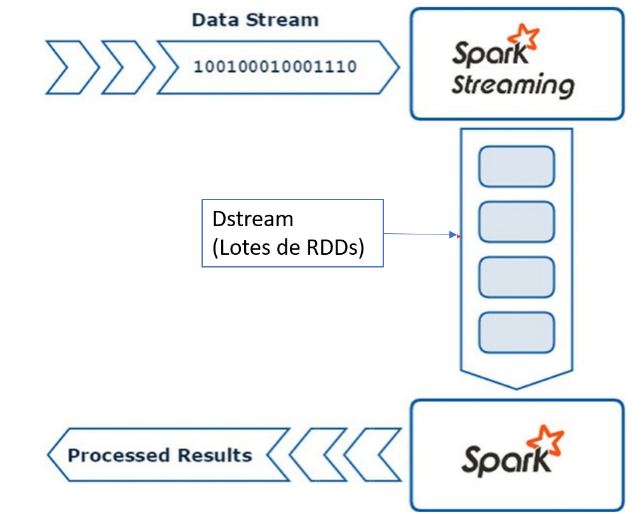 Data Stream
100100010001110
Spark
Streaming
Dstream
(Lotes de RDDs)
Processed Results
Spark